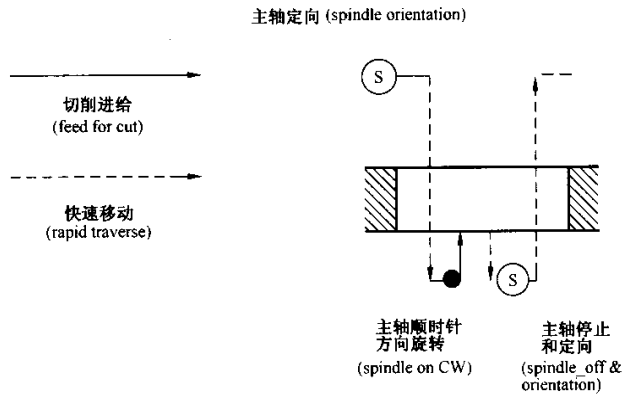 主轴定向 (spindle orientation)
切削进给
(feed for cut)
快速移动
(rapid traverse)
S
S
主轴顺时针
方向旋转
(spindle on CW)
主轴停止
和定向
(spindle_off &
orientation)